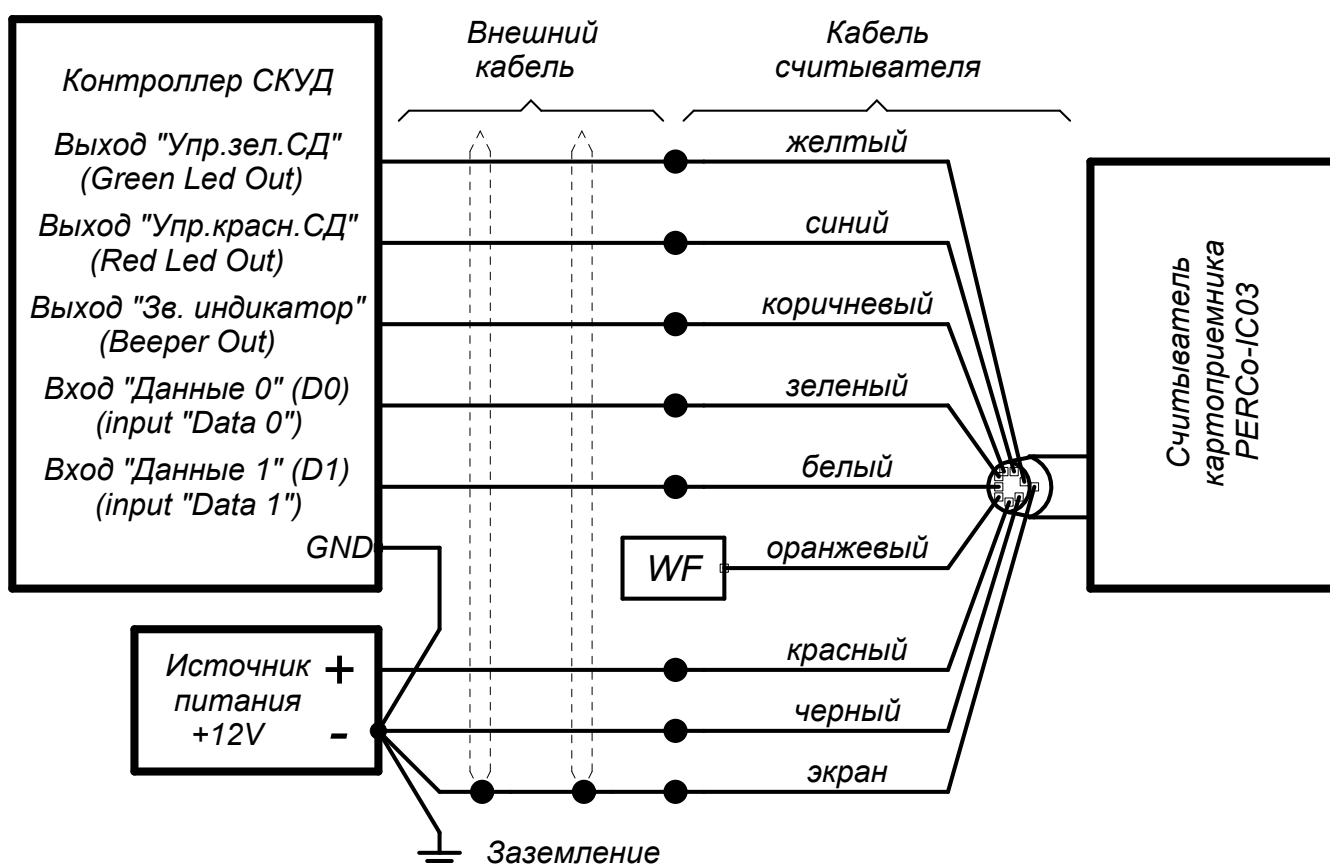 Внешний
кабель
Кабель
считывателя
Контроллер СКУД
Выход "Упр.зел.СД"
(Green Led Out)
Выход "Упр.красн.СД"
(Red Led Out)
Выход "Зв. индикатор"
(Beeper Out)
Вход "Данные 0" (D0)
(input "Data 0")
Вход "Данные 1" (D1)
(input "Data 1")
GND
желтый
синий
коричневый
зеленый
белый
WF
оранжевый
красный
черный
экран
Источник
питания
+12V
+
-
Заземление
Считыватель
картоприемника
PERCo-IC03